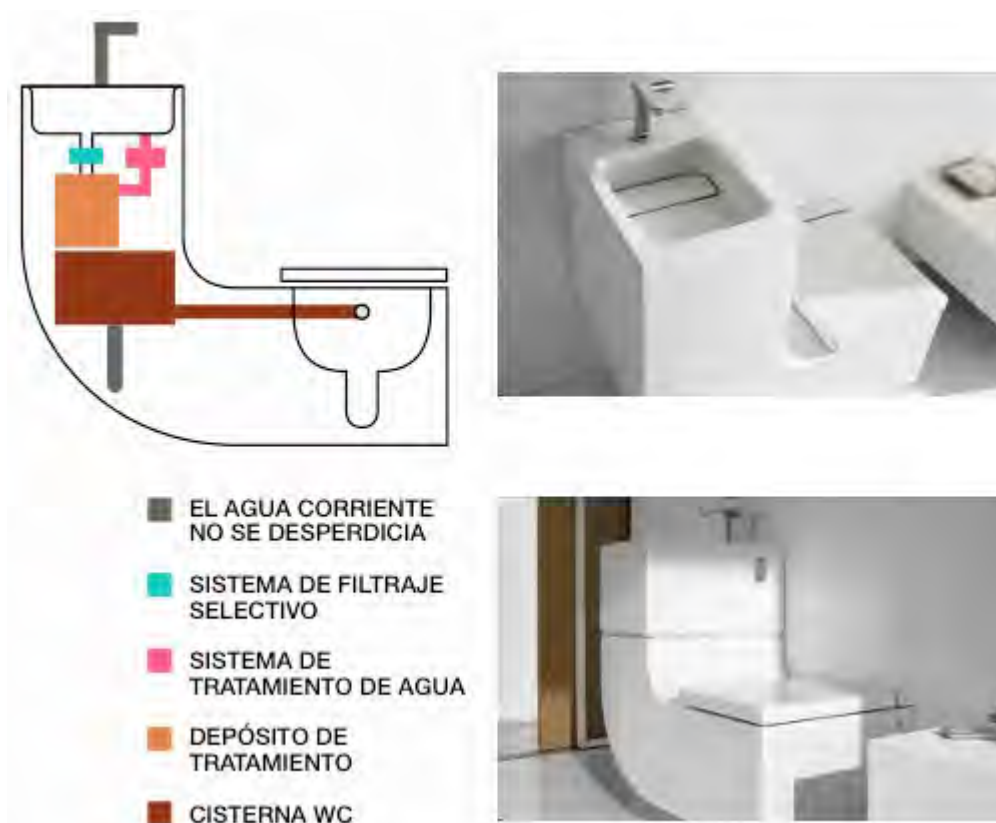 EL AGUA CORRIENTE
NO SE DESPERDICIA
SISTEMA DE FILTRAJE
SELECTIVO
SISTEMA DE
TRATAMIENTO DE AGUA
DEPÓSITO DE
TRATAMIENTO
CISTERNA WC